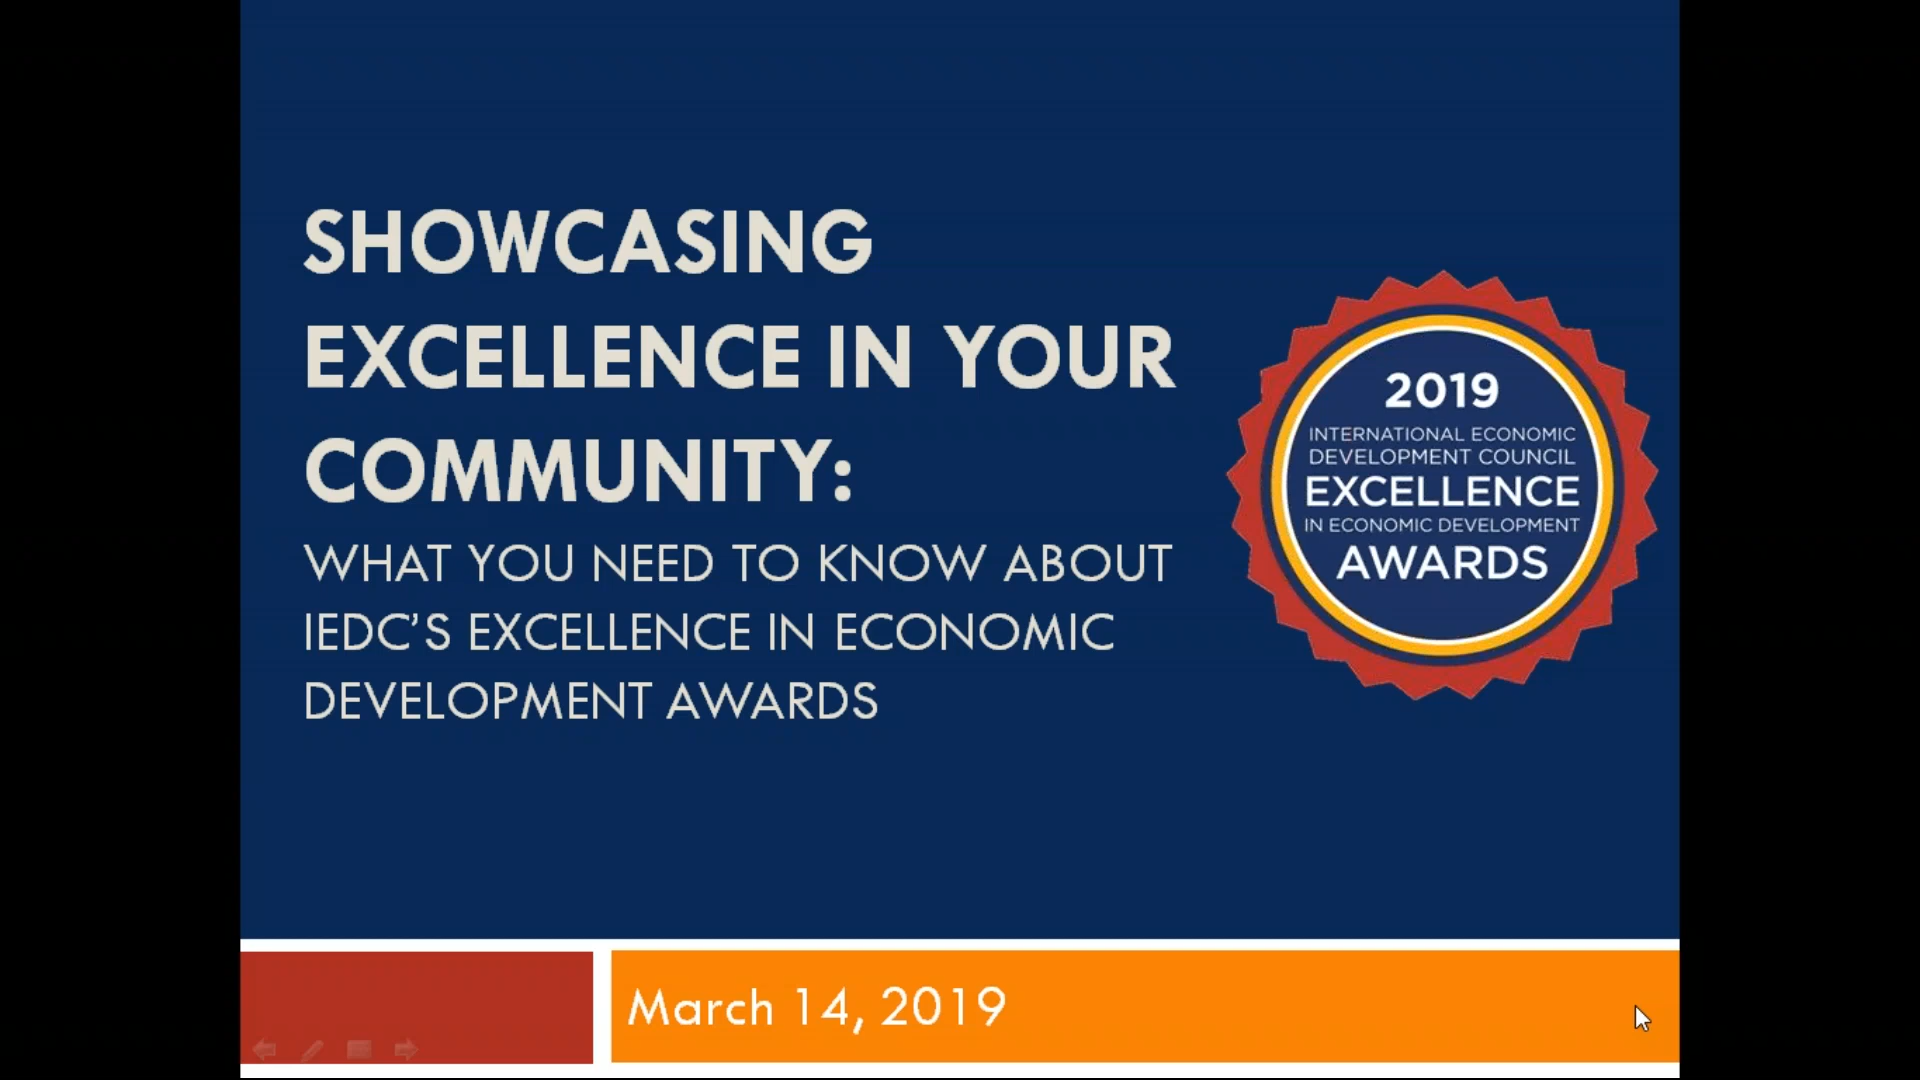 SHOWCASING
EXCELLENCE IN YOUR
COMMUNITY:
WHAT YOU NEED TO KNOW ABOUT
IEDC’S EXCELLENCE IN ECONOMIC
DEVELOPMENT AWARDS
2019
INTERNATIONAL ECONOMIC
DEVELOPMENT COUNCIL
EXCELLENCE
IN ECONOMIC DEVELOPMENT
AWARDS
March 14, 2019